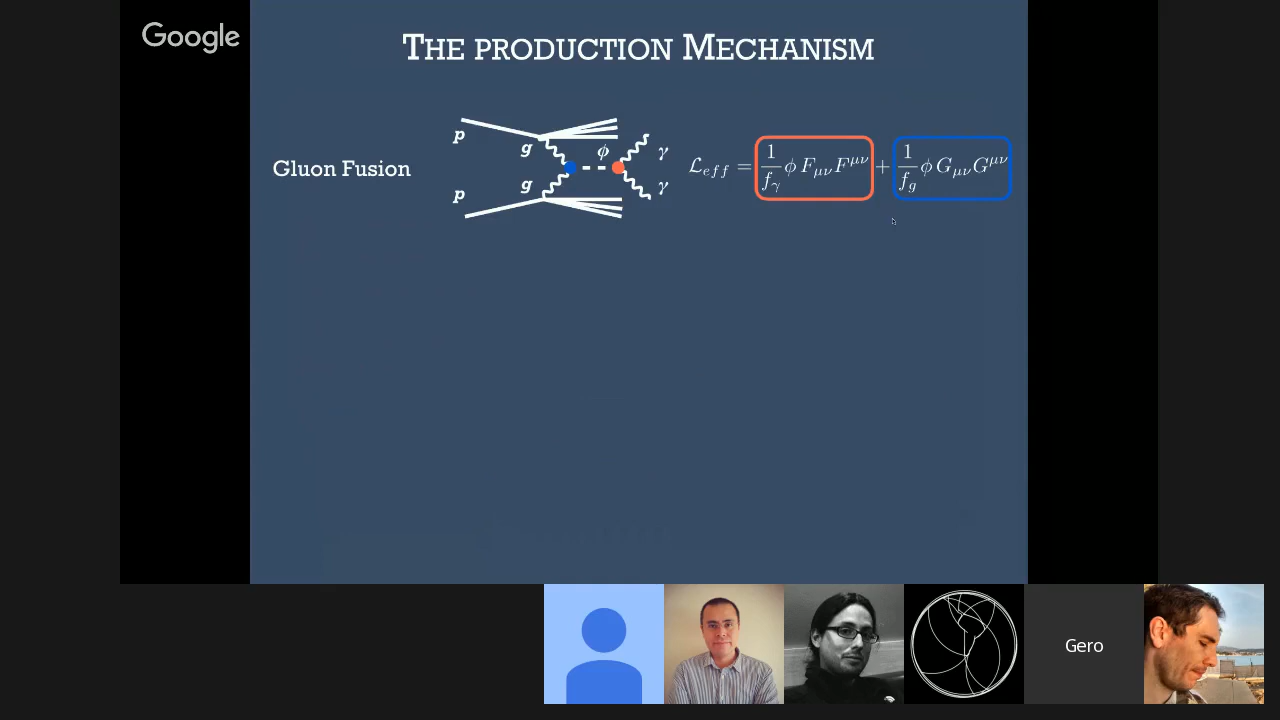 Google
THE PRODUCTION MECHANISM
Gluon Fusion
p
g
ϕ
γ
p
g
γ
ℒ_eff = 1/f_γ ϕ F_μν F^μν + 1/f_g ϕ G_μν G^μν
Gero